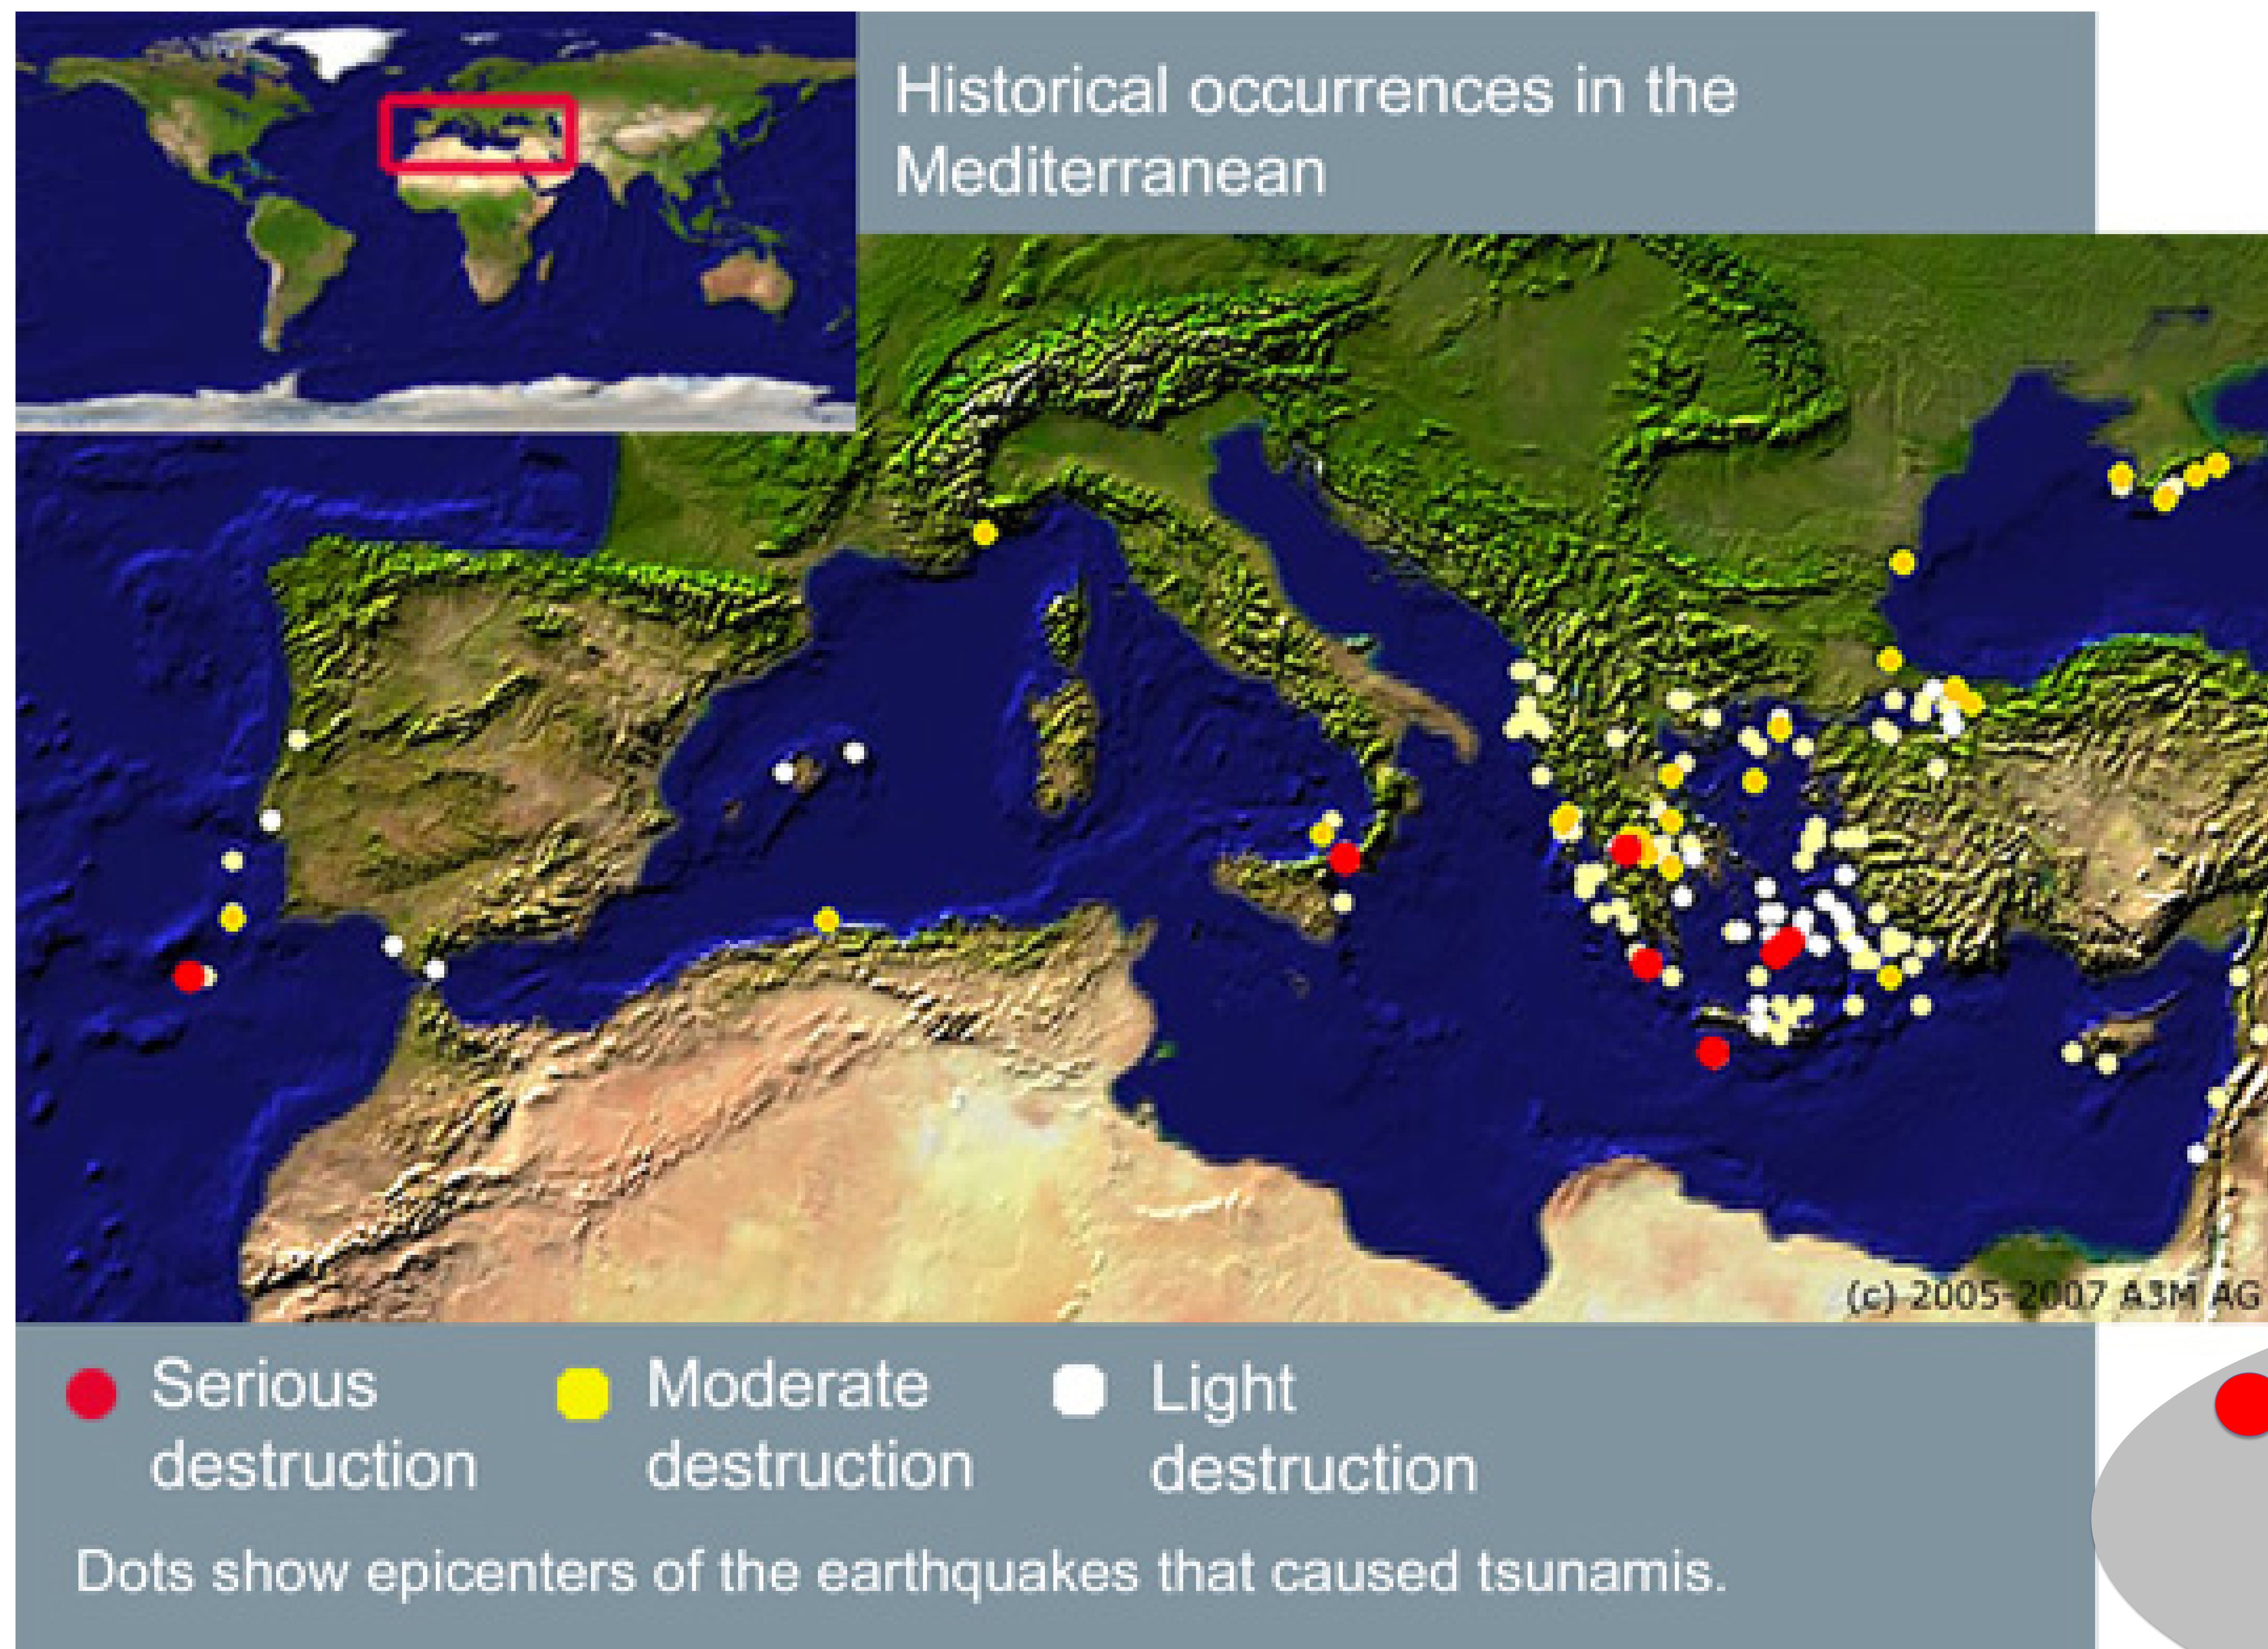 Historical occurrences in the
Mediterranean
(c) 2005-2007 A3M AG
Serious
destruction
Moderate
destruction
Light
destruction
Dots show epicenters of the earthquakes that caused tsunamis.